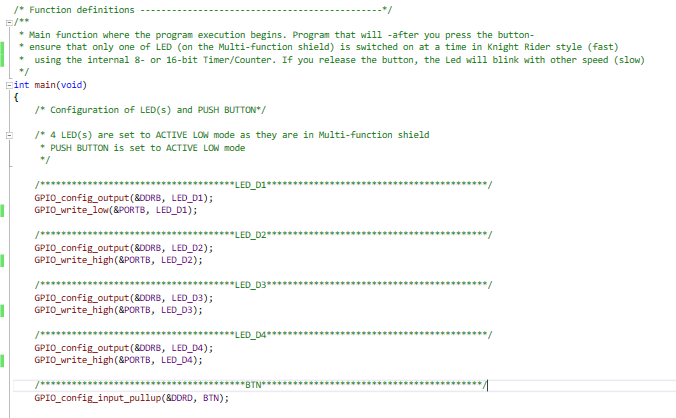 /* Function definitions ----------------------------------------------*/
/**
* Main function where the program execution begins. Program that will -after you press the button-
* ensure that only one of LED (on the Multi-function shield) is switched on at a time in Knight Rider style (fast)
*  using the internal 8- or 16-bit Timer/Counter. If you release the button, the Led will blink with other speed (slow)
*/
int main(void)
{
/* Configuration of LED(s) and PUSH BUTTON*/
/* 4 LED(s) are set to ACTIVE LOW mode as they are in Multi-function shield
* PUSH BUTTON is set to ACTIVE LOW mode
*/
/*************************************LED_D1******************************************/
GPIO_config_output(&DDRB, LED_D1);
GPIO_write_low(&PORTB, LED_D1);
/*************************************LED_D2******************************************/
GPIO_config_output(&DDRB, LED_D2);
GPIO_write_high(&PORTB, LED_D2);
/*************************************LED_D3******************************************/
GPIO_config_output(&DDRB, LED_D3);
GPIO_write_high(&PORTB, LED_D3);
/*************************************LED_D4******************************************/
GPIO_config_output(&DDRB, LED_D4);
GPIO_write_high(&PORTB, LED_D4);
/***************************************BTN******************************************/
GPIO_config_input_pullup(&DDRD, BTN);